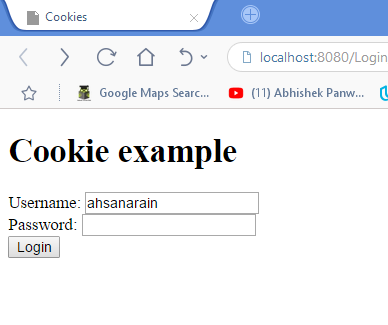 Cookies
localhost:8080/Login
Google Maps Searc...
(11) Abhishek Panw...
Cookie example
Username: ahsanarain
Password:
Login